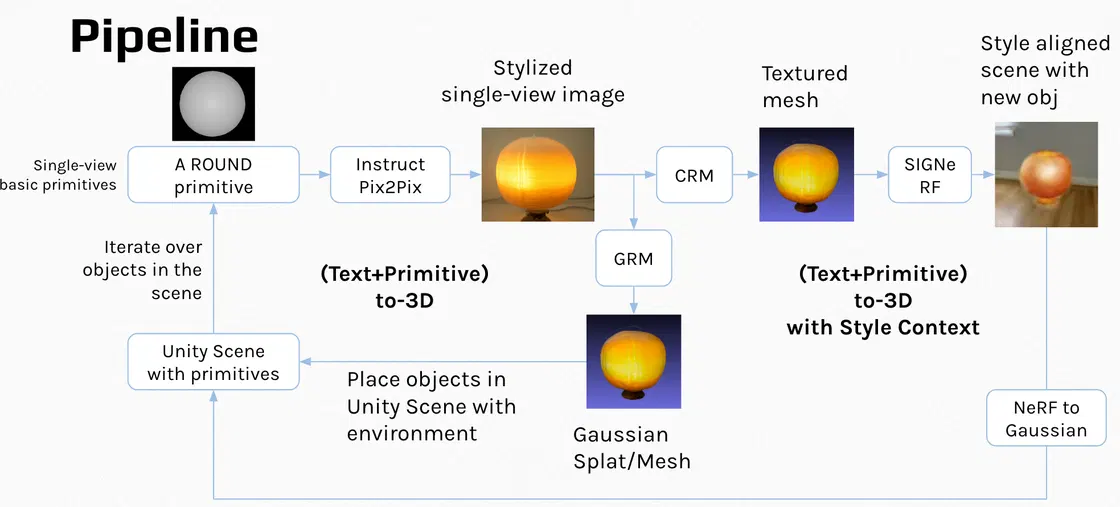 Pipeline
Single-view
basic primitives
A ROUND
primitive
Instruct
Pix2Pix
Stylized
single-view image
CRM
Textured
mesh
SIGNe
RF
Style aligned
scene with
new obj
GRM
Iterate over
objects in the
scene
(Text+Primitive)
to-3D
(Text+Primitive)
to-3D
with Style Context
Unity Scene
with primitives
Place objects in
Unity Scene with
environment
Gaussian
Splat/Mesh
NeRF to
Gaussian